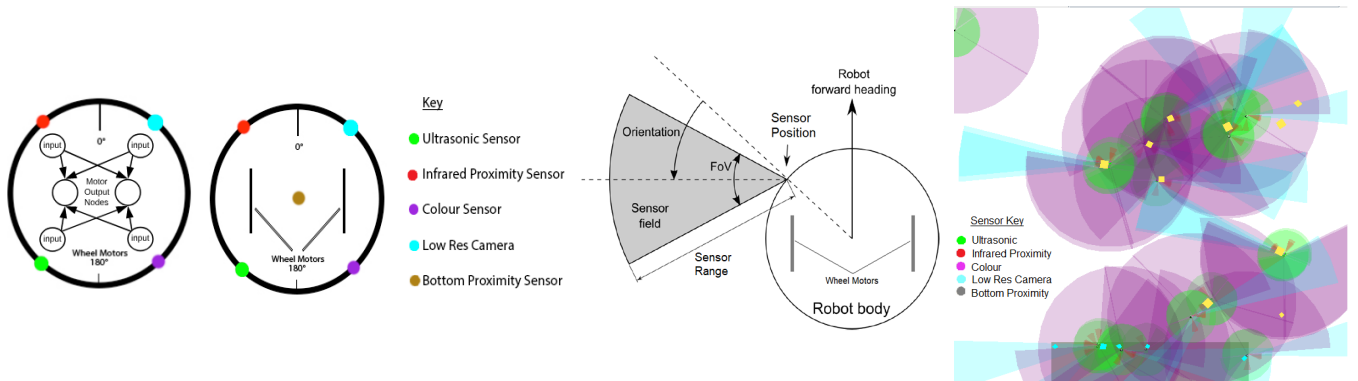 0°
input
input
Motor
Output
Nodes
input
input
Wheel Motors
180°
0°
Wheel Motors
180°
Key
Ultrasonic Sensor
Infrared Proximity Sensor
Colour Sensor
Low Res Camera
Bottom Proximity Sensor
Robot
forward heading
Sensor
Position
Orientation
FoV
Sensor
field
Sensor
Range
Wheel Motors
Robot body
Sensor Key
Ultrasonic
Infrared Proximity
Colour
Low Res Camera
Bottom Proximity